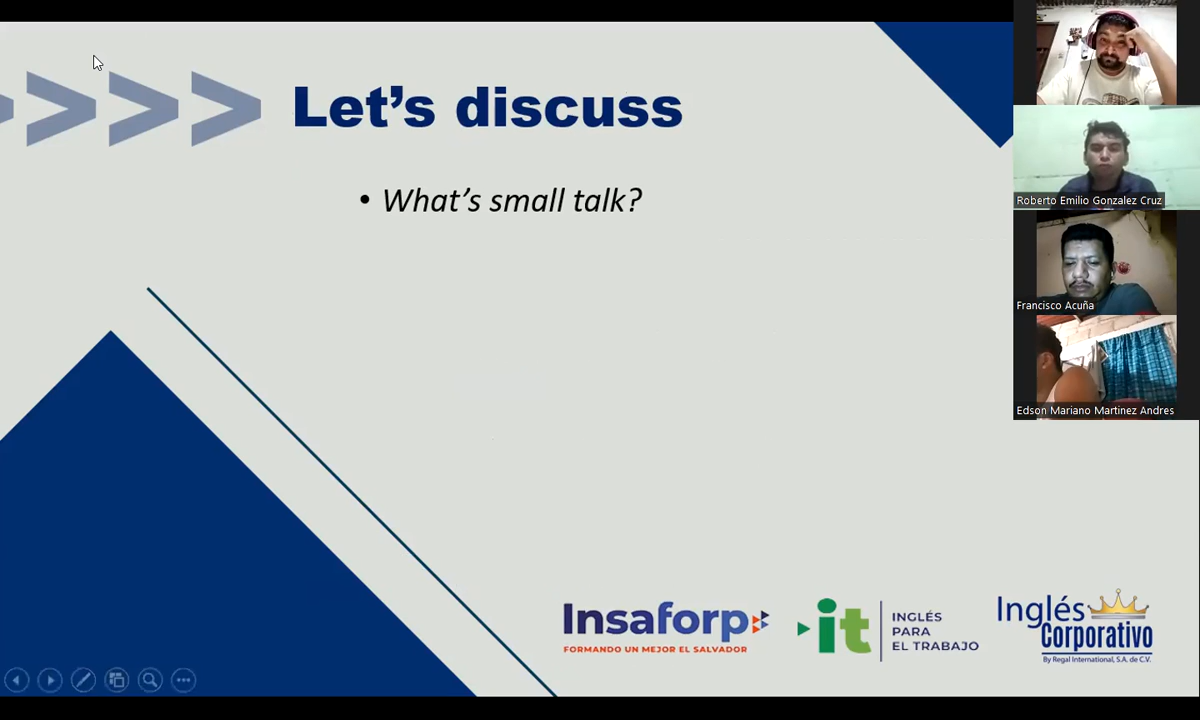 Let's discuss
• What's small talk?
Roberto Emilio Gonzalez Cruz
Francisco Acuña
Edson Mariano Martinez Andres
Insaforp
FORMANDO UN MEJOR EL SALVADOR
it
INGLÉS
PARA
EL TRABAJO
Inglés
Corporativo
By Regal International, S.A. de C.V.